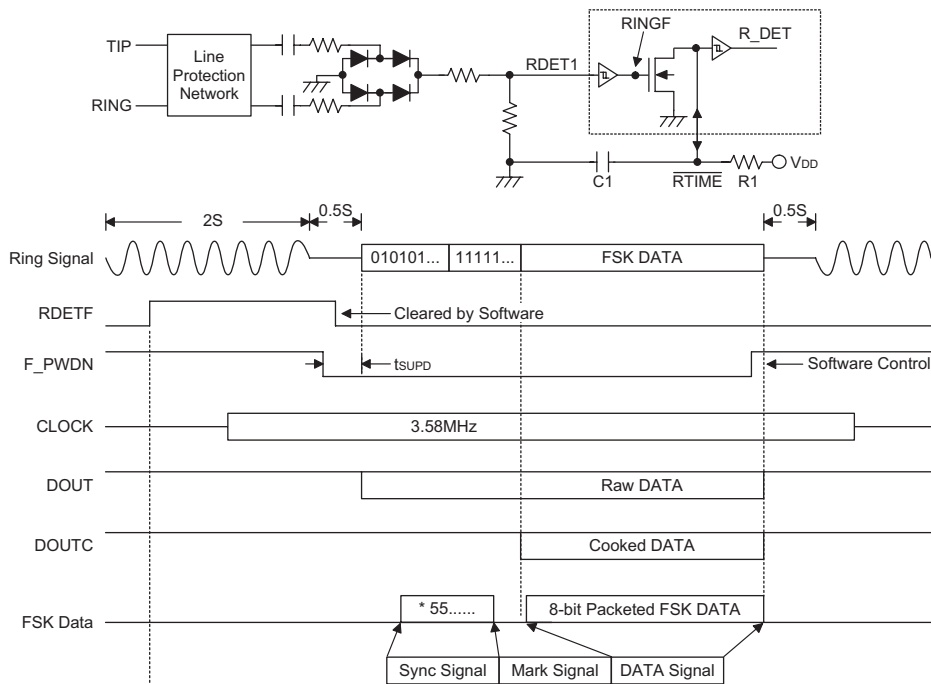 RINGF
R_DET
TIP
Line
Protection
Network
RDET1
RING
C1
RTIME
R1
VDD
2S
0.5S
0.5S
Ring Signal
010101...
11111...
FSK DATA
RDETF
Cleared by Software
F_PWDN
tSUPD
Software Control
CLOCK
3.58MHz
DOUT
Raw DATA
DOUTC
Cooked DATA
FSK Data
* 55......
8-bit Packeted FSK DATA
Sync Signal
Mark Signal
DATA Signal